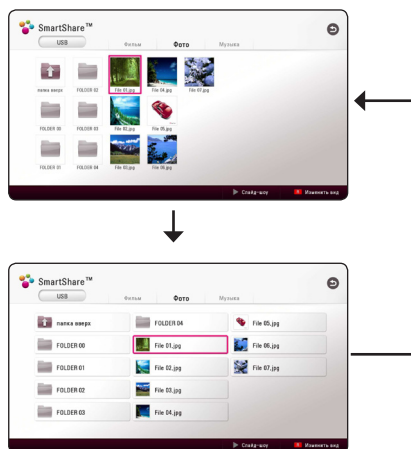 SmartShare™
USB
Фильм Фото Музыка
папка вверх FOLDER 02 File 01.jpg File 04.jpg File 07.jpg
FOLDER 00 FOLDER 03 File 02.jpg File 05.jpg
FOLDER 01 FOLDER 04 File 03.jpg File 06.jpg
Слайд-шоу Изменить вид
SmartShare™
USB
Фильм Фото Музыка
папка вверх FOLDER 04 File 05.jpg
FOLDER 00 File 01.jpg File 06.jpg
FOLDER 01 File 02.jpg File 07.jpg
FOLDER 02 File 03.jpg
FOLDER 03 File 04.jpg
Слайд-шоу Изменить вид